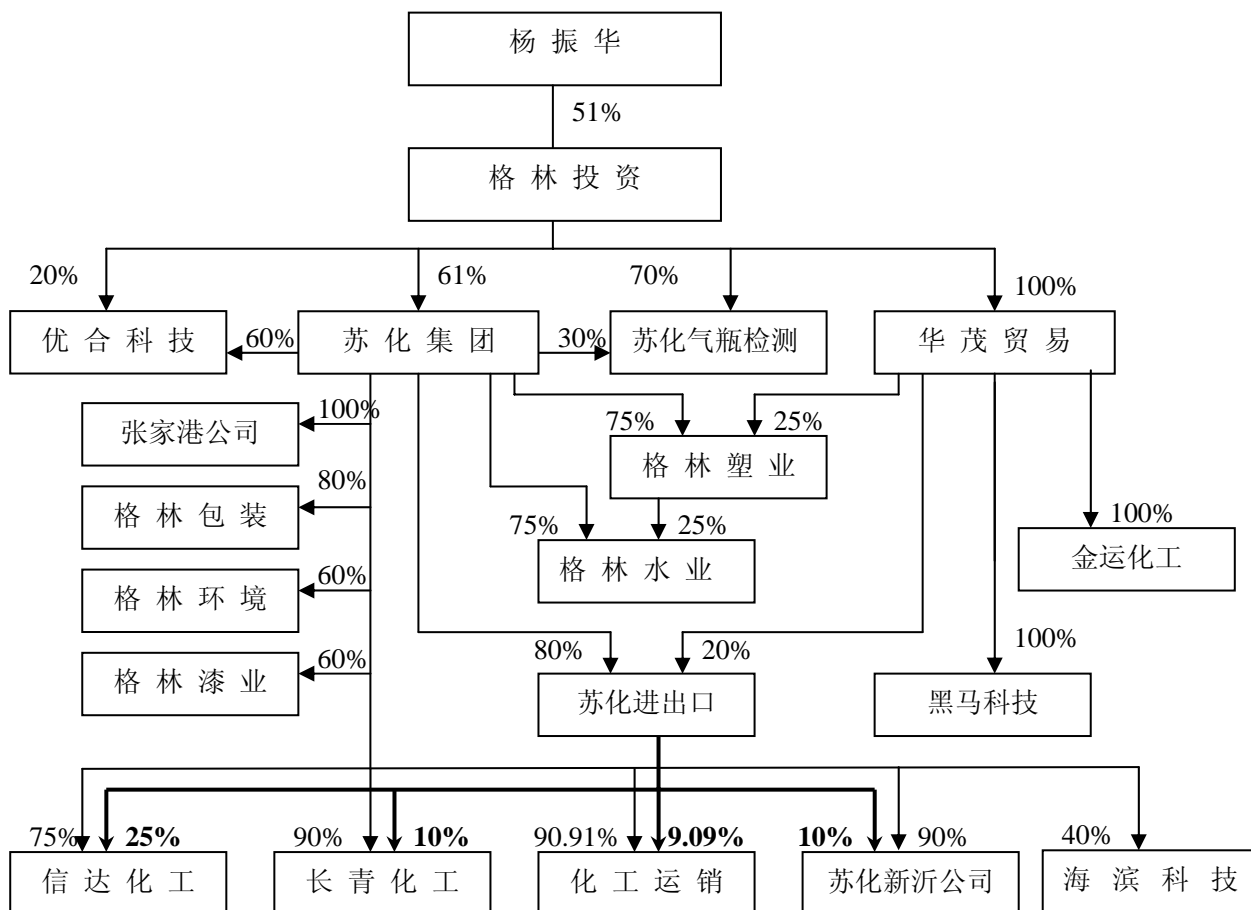 杨振华
51%
格林投资
20%
61%
70%
100%
优合科技
60%
苏化集团
30%
苏化气瓶检测
华茂贸易
100%
张家港公司
75%
25%
格林塑业
80%
格林包装
75%
25%
100%
格林水业
金运化工
60%
格林环境
60%
格林漆业
80%
20%
100%
苏化进出口
黑马科技
75%
25%
90%
10%
90.91%
9.09%
10%
90%
40%
信达化工
长青化工
化工运销
苏化新沂公司
海滨科技